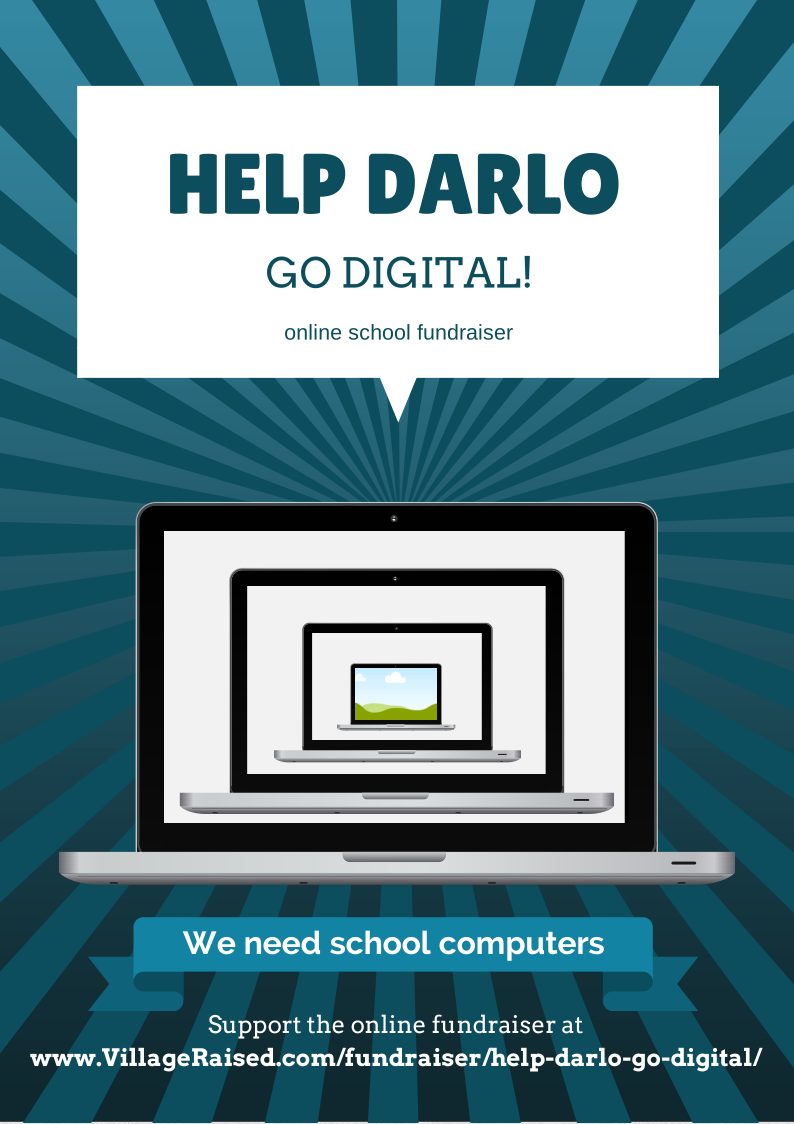 HELP DARLO
GO DIGITAL!
online school fundraiser
We need school computers
Support the online fundraiser at
www.VillageRaised.com/fundraiser/help-darlo-go-digital/